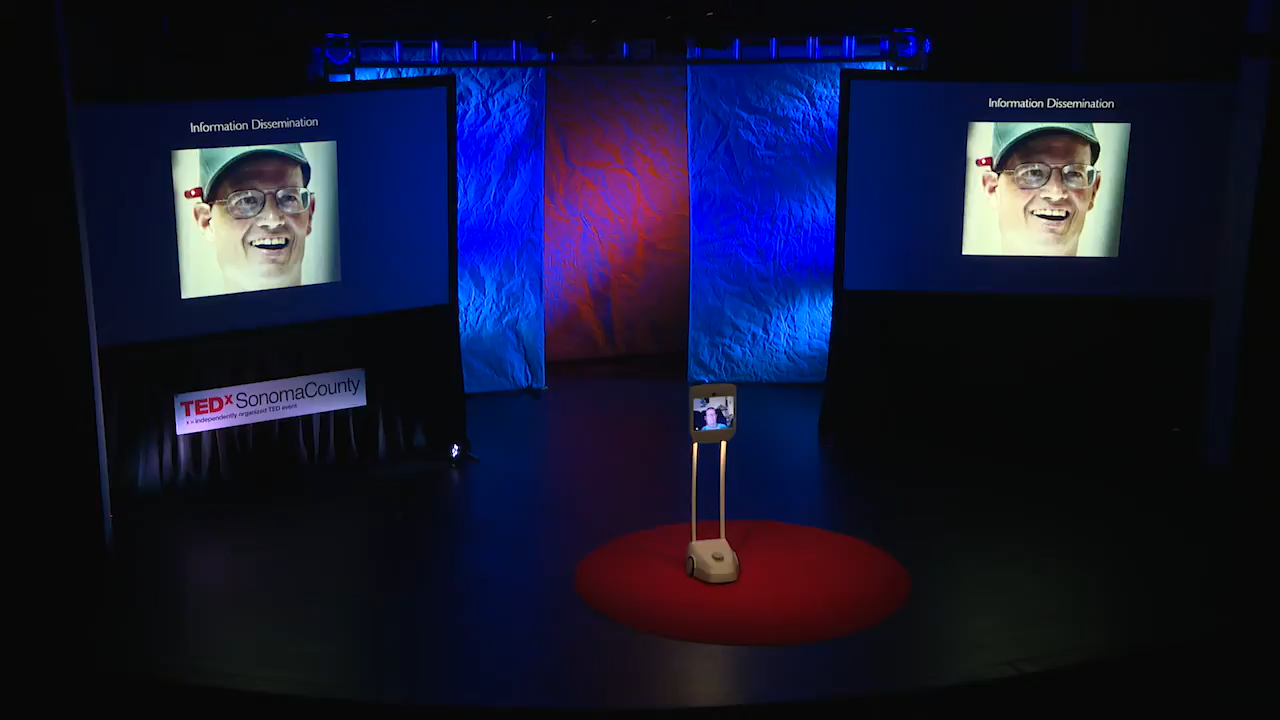 Information Dissemination
Information Dissemination
TEDx SonomaCounty
x = independently organized TED event